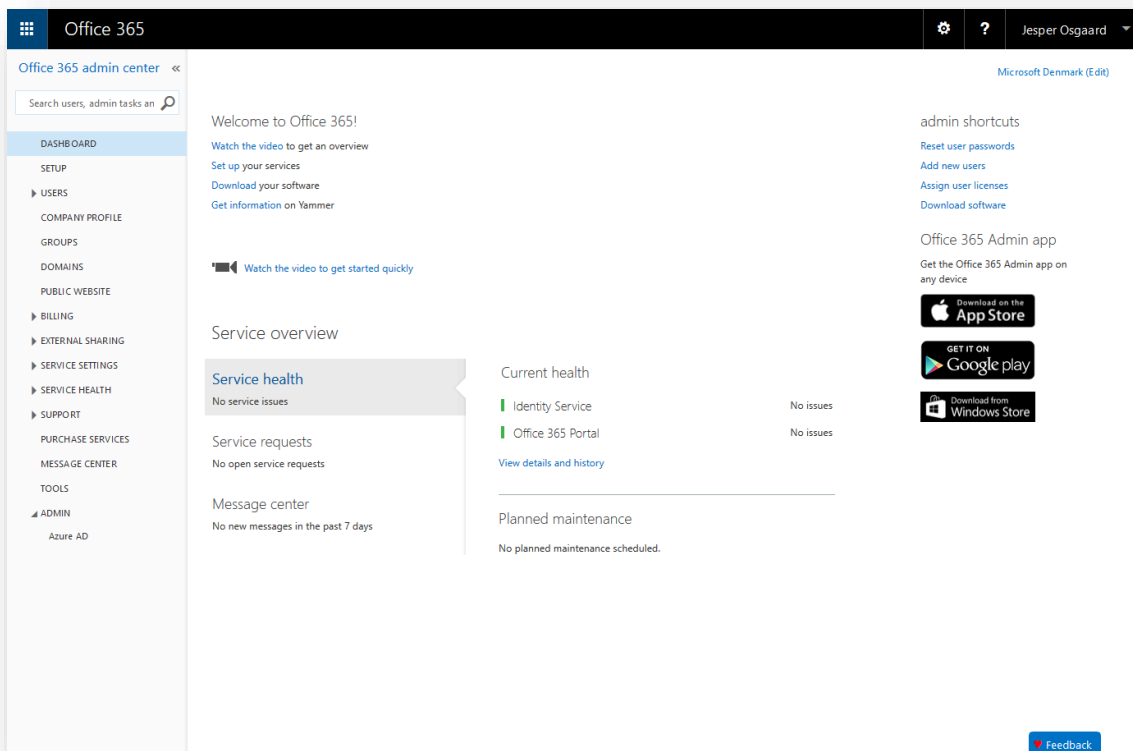 Office 365
?
Jesper Osgaard
Office 365 admin center «
Search users, admin tasks an
DASHBOARD
SETUP
USERS
COMPANY PROFILE
GROUPS
DOMAINS
PUBLIC WEBSITE
BILLING
EXTERNAL SHARING
SERVICE SETTINGS
SERVICE HEALTH
SUPPORT
PURCHASE SERVICES
MESSAGE CENTER
TOOLS
ADMIN
Azure AD
Microsoft Denmark (Edit)
Welcome to Office 365!
Watch the video to get an overview
Set up your services
Download your software
Get information on Yammer
Watch the video to get started quickly
Service overview
Service health
No service issues
Service requests
No open service requests
Message center
No new messages in the past 7 days
Current health
Identity Service No issues
Office 365 Portal No issues
View details and history
Planned maintenance
No planned maintenance scheduled.
admin shortcuts
Reset user passwords
Add new users
Assign user licenses
Download software
Office 365 Admin app
Get the Office 365 Admin app on
any device
Download on the
App Store
GET IT ON
Google play
Download from
Windows Store
Feedback